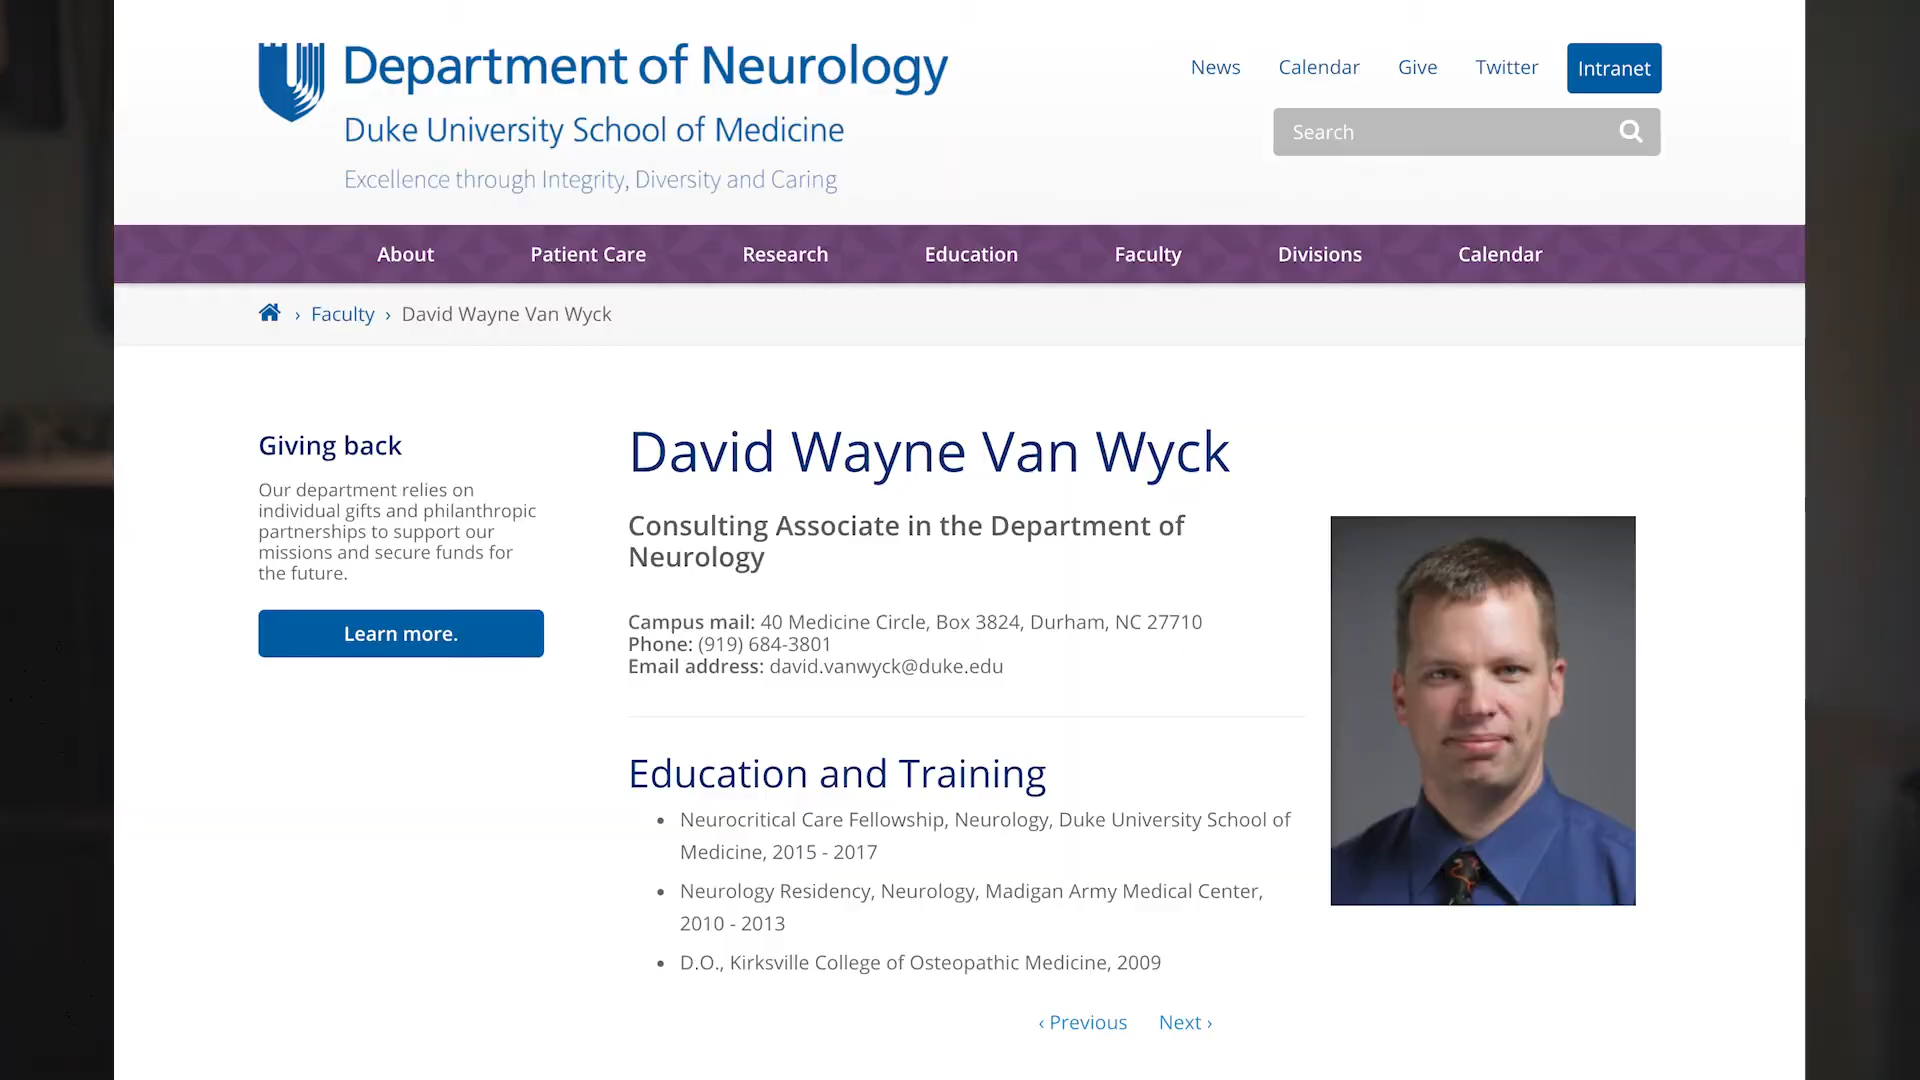 Department of Neurology
Duke University School of Medicine
Excellence through Integrity, Diversity and Caring
News Calendar Give Twitter Intranet
Search
About Patient Care Research Education Faculty Divisions Calendar
› Faculty › David Wayne Van Wyck
Giving back
Our department relies on
individual gifts and philanthropic
partnerships to support our
missions and secure funds for
the future.
Learn more.
David Wayne Van Wyck
Consulting Associate in the Department of
Neurology
Campus mail: 40 Medicine Circle, Box 3824, Durham, NC 27710
Phone: (919) 684-3801
Email address: david.vanwyck@duke.edu
Education and Training
• Neurocritical Care Fellowship, Neurology, Duke University School of
Medicine, 2015 - 2017
• Neurology Residency, Neurology, Madigan Army Medical Center,
2010 - 2013
• D.O., Kirksville College of Osteopathic Medicine, 2009
‹ Previous Next ›